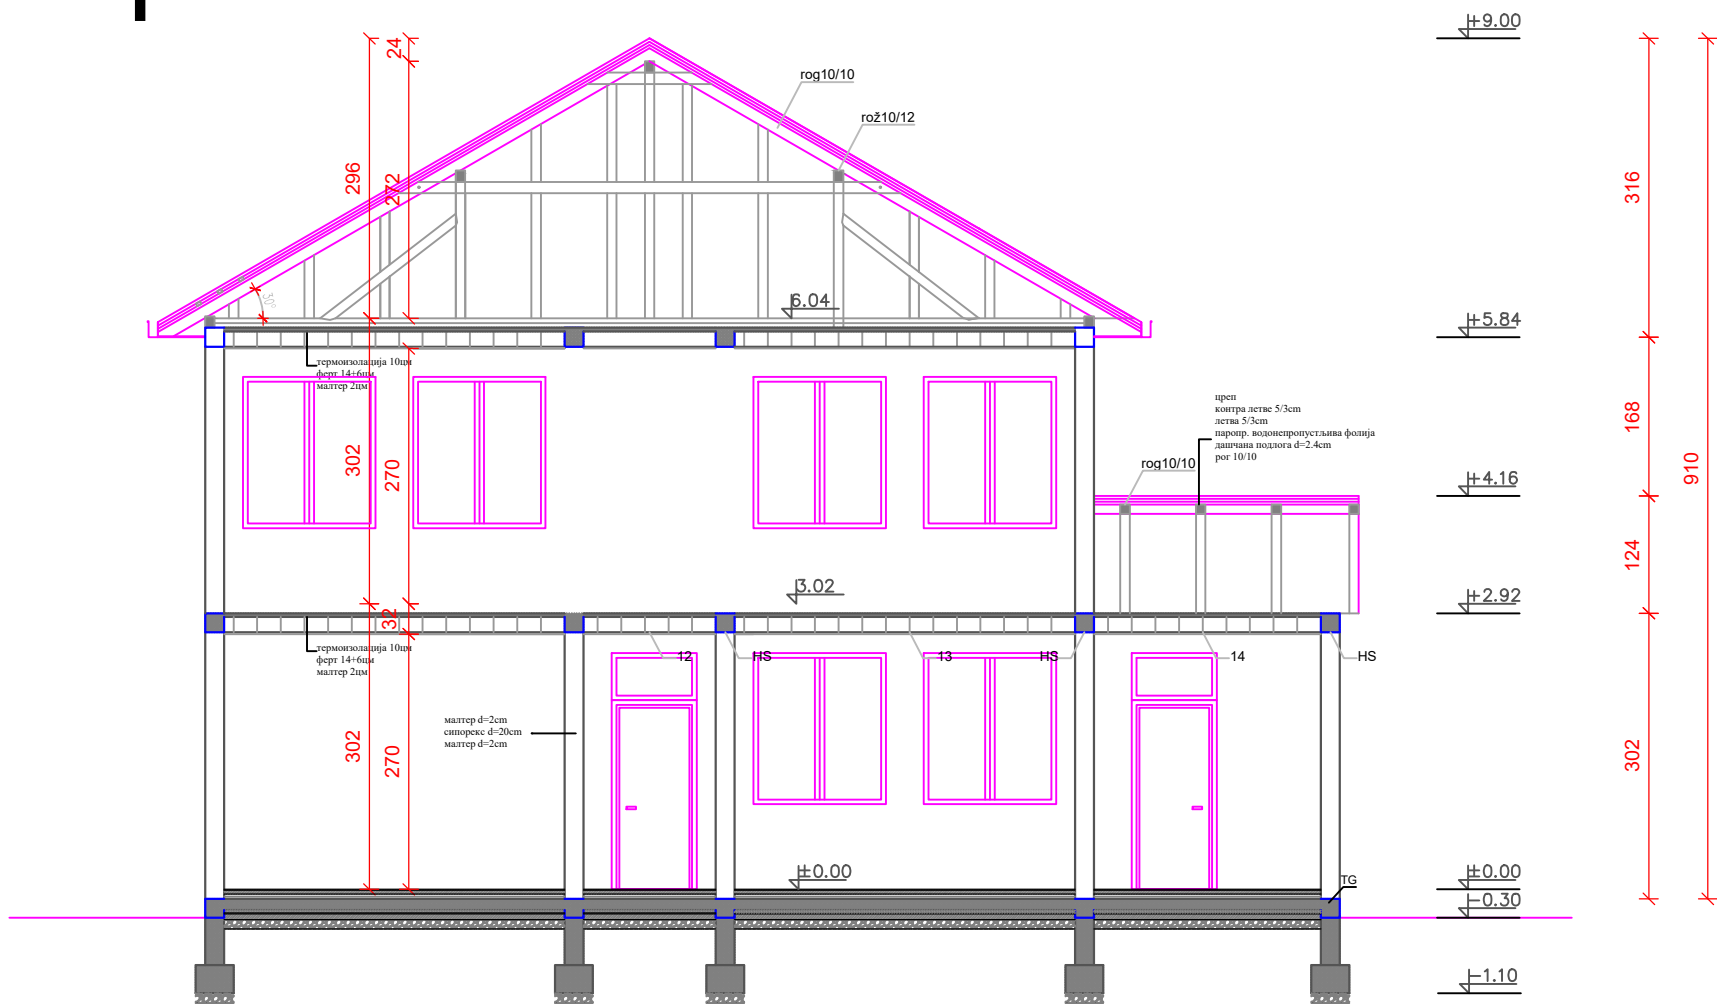 +9.00
24
rog10/10
rož10/12
296
272
316
30°
6.04
+5.84
термоизолација 10цм
ферт 14+6цм
малтер 2цм
302
270
168
910
цреп
контра летве 5/3cm
летва 5/3cm
паропр. водонепропустљива фолија
дашчана подлога d=2.4cm
рог 10/10
rog10/10
+4.16
124
3.02
+2.92
32
термоизолација 10цм
ферт 14+6цм
малтер 2цм
12
HS
13
HS
14
HS
малтер d=2cm
сипорекс d=20cm
малтер d=2cm
302
270
302
±0.00
±0.00
TG
-0.30
-1.10